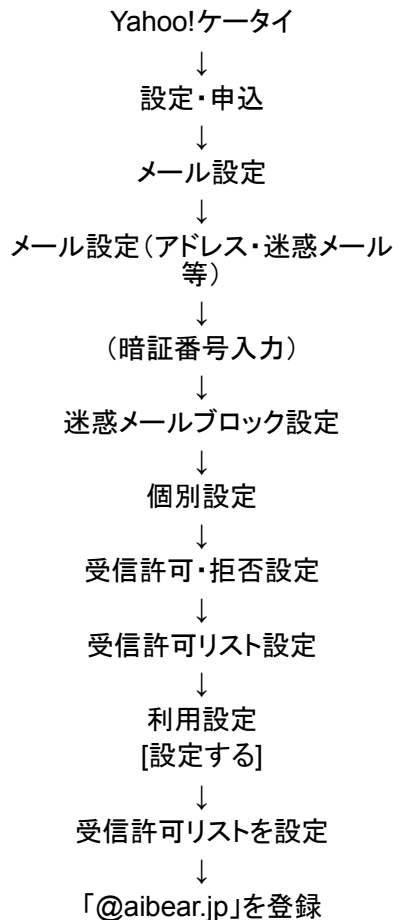 Yahoo!ケータイ
↓
設定・申込
↓
メール設定
↓
メール設定(アドレス・迷惑メール
等)
↓
(暗証番号入力)
↓
迷惑メールブロック設定
↓
個別設定
↓
受信許可・拒否設定
↓
受信許可リスト設定
↓
利用設定
[設定する]
↓
受信許可リストを設定
↓
「@aibear.jp」を登録